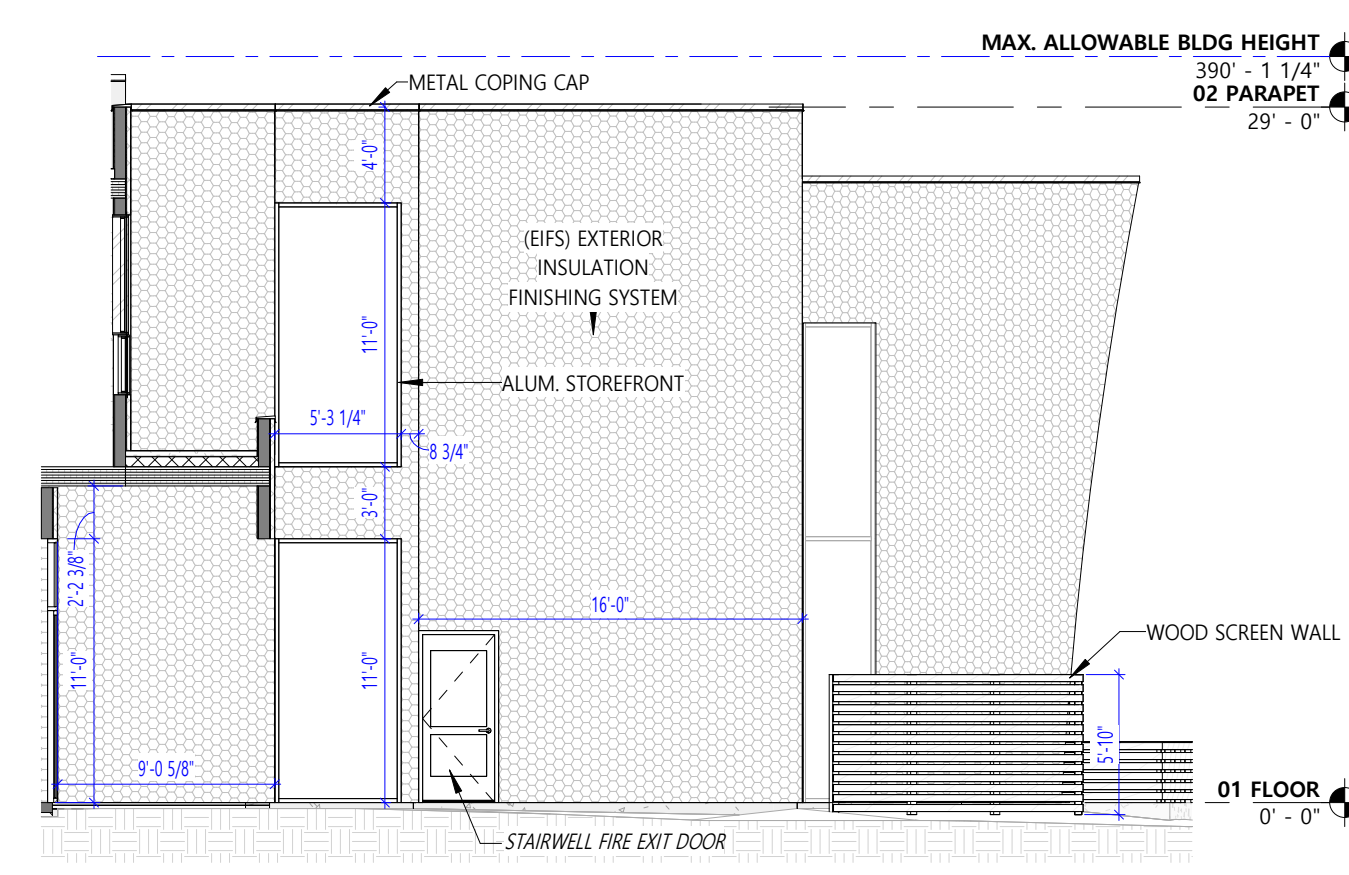 MAX. ALLOWABLE BLDG HEIGHT
390' - 1 1/4"
02 PARAPET
29' - 0"
METAL COPING CAP
4'-0"
(EIFS) EXTERIOR
INSULATION
FINISHING SYSTEM
11'-0"
ALUM. STOREFRONT
5'-3 1/4"
8 3/4"
3'-0"
2'-2 3/8"
16'-0"
WOOD SCREEN WALL
11'-0"
11'-0"
5'-10"
9'-0 5/8"
01 FLOOR
0' - 0"
STAIRWELL FIRE EXIT DOOR